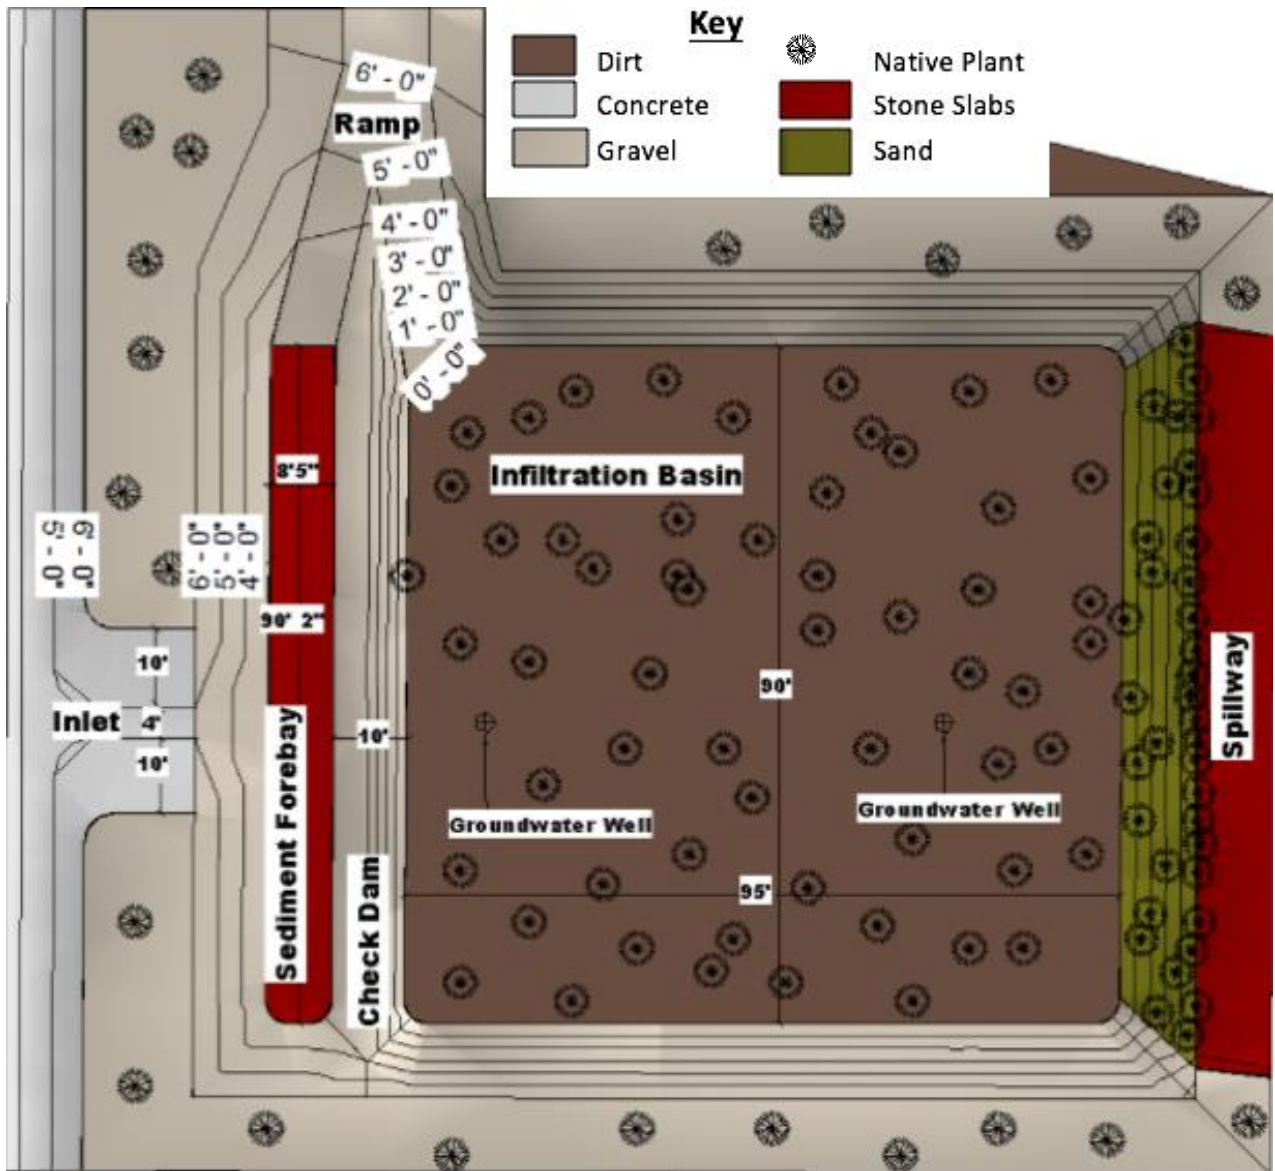 Key
Dirt
Native Plant
Concrete
Stone Slabs
Gravel
Sand
6' - 0"
Ramp
5' - 0"
4' - 0"
3' - 0"
2' - 0"
1' - 0"
0' - 0"
Infiltration Basin
8'5"
5' - 0"
6' - 0"
6' - 0"
5' - 0"
4' - 0"
90' 2"
10'
Inlet
4'
10'
10'
90'
Spillway
Sediment Forebay
Check Dam
Groundwater Well
Groundwater Well
95'